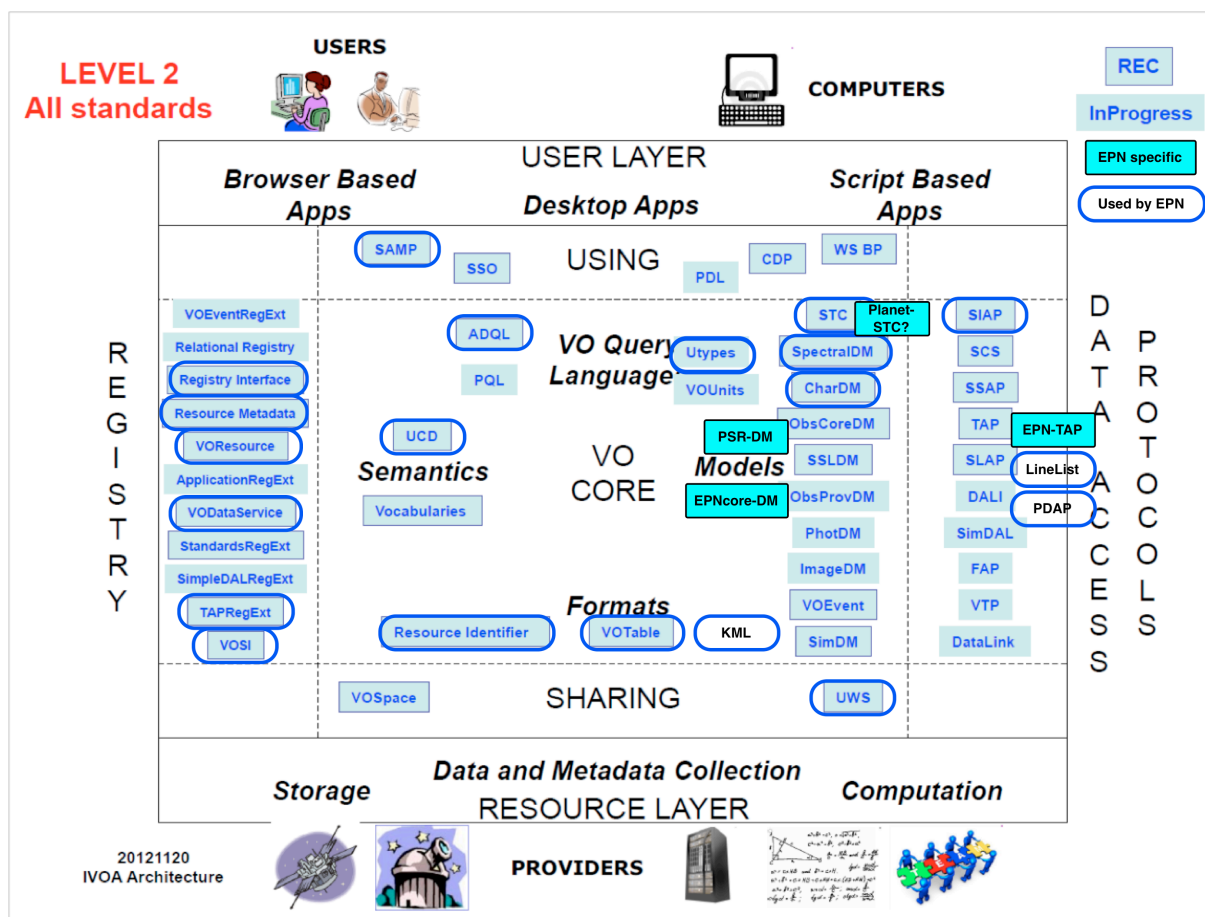 LEVEL 2
All standards
USERS
COMPUTERS
REC
InProgress
EPN specific
Used by EPN
USER LAYER
Browser Based
Apps
Desktop Apps
Script Based
Apps
SAMP
SSO
USING
PDL
CDP
WS BP
REGISTRY
VOEventRegExt
Relational Registry
Registry Interface
Resource Metadata
VOResource
ApplicationRegExt
VODataService
StandardsRegExt
SimpleDALRegExt
TAPRegExt
VOSI
ADQL
PQL
VO Query
Language
UCD
Semantics
Vocabularies
VO
CORE
Utypes
VOUnits
PSR-DM
Models
EPNcore-DM
Formats
Resource Identifier
VOTable
KML
STC
Planet-
STC?
SpectralDM
CharDM
ObsCoreDM
SSLDM
ObsProvDM
PhotDM
ImageDM
VOEvent
SimDM
SIAP
SCS
SSAP
TAP
EPN-TAP
SLAP
LineList
DALI
PDAP
SimDAL
FAP
VTP
DataLink
DATA ACCESS
PROTOCOLS
VOSpace
SHARING
UWS
Storage
Data and Metadata Collection
Computation
RESOURCE LAYER
20121120
IVOA Architecture
PROVIDERS